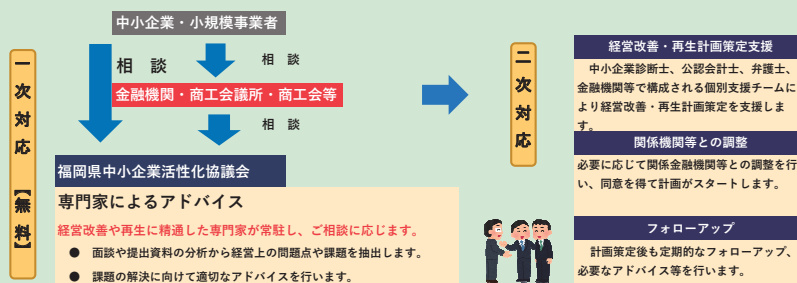 中小企業・小規模事業者
一次対応【無料】
相 談
相 談
金融機関・商工会議所・商工会等
相 談
福岡県中小企業活性化協議会
専門家によるアドバイス
経営改善や再生に精通した専門家が常駐し、ご相談に応じます。
● 面談や提出資料の分析から経営上の問題点や課題を抽出します。
● 課題の解決に向けて適切なアドバイスを行います。
二次対応
経営改善・再生計画策定支援
中小企業診断士、公認会計士、弁護士、
金融機関等で構成される個別支援チームに
より経営改善・再生計画策定を支援しま
す。
関係機関等との調整
必要に応じて関係金融機関等との調整を行
い、同意を得て計画がスタートします。
フォローアップ
計画策定後も定期的なフォローアップ、
必要なアドバイス等を行います。